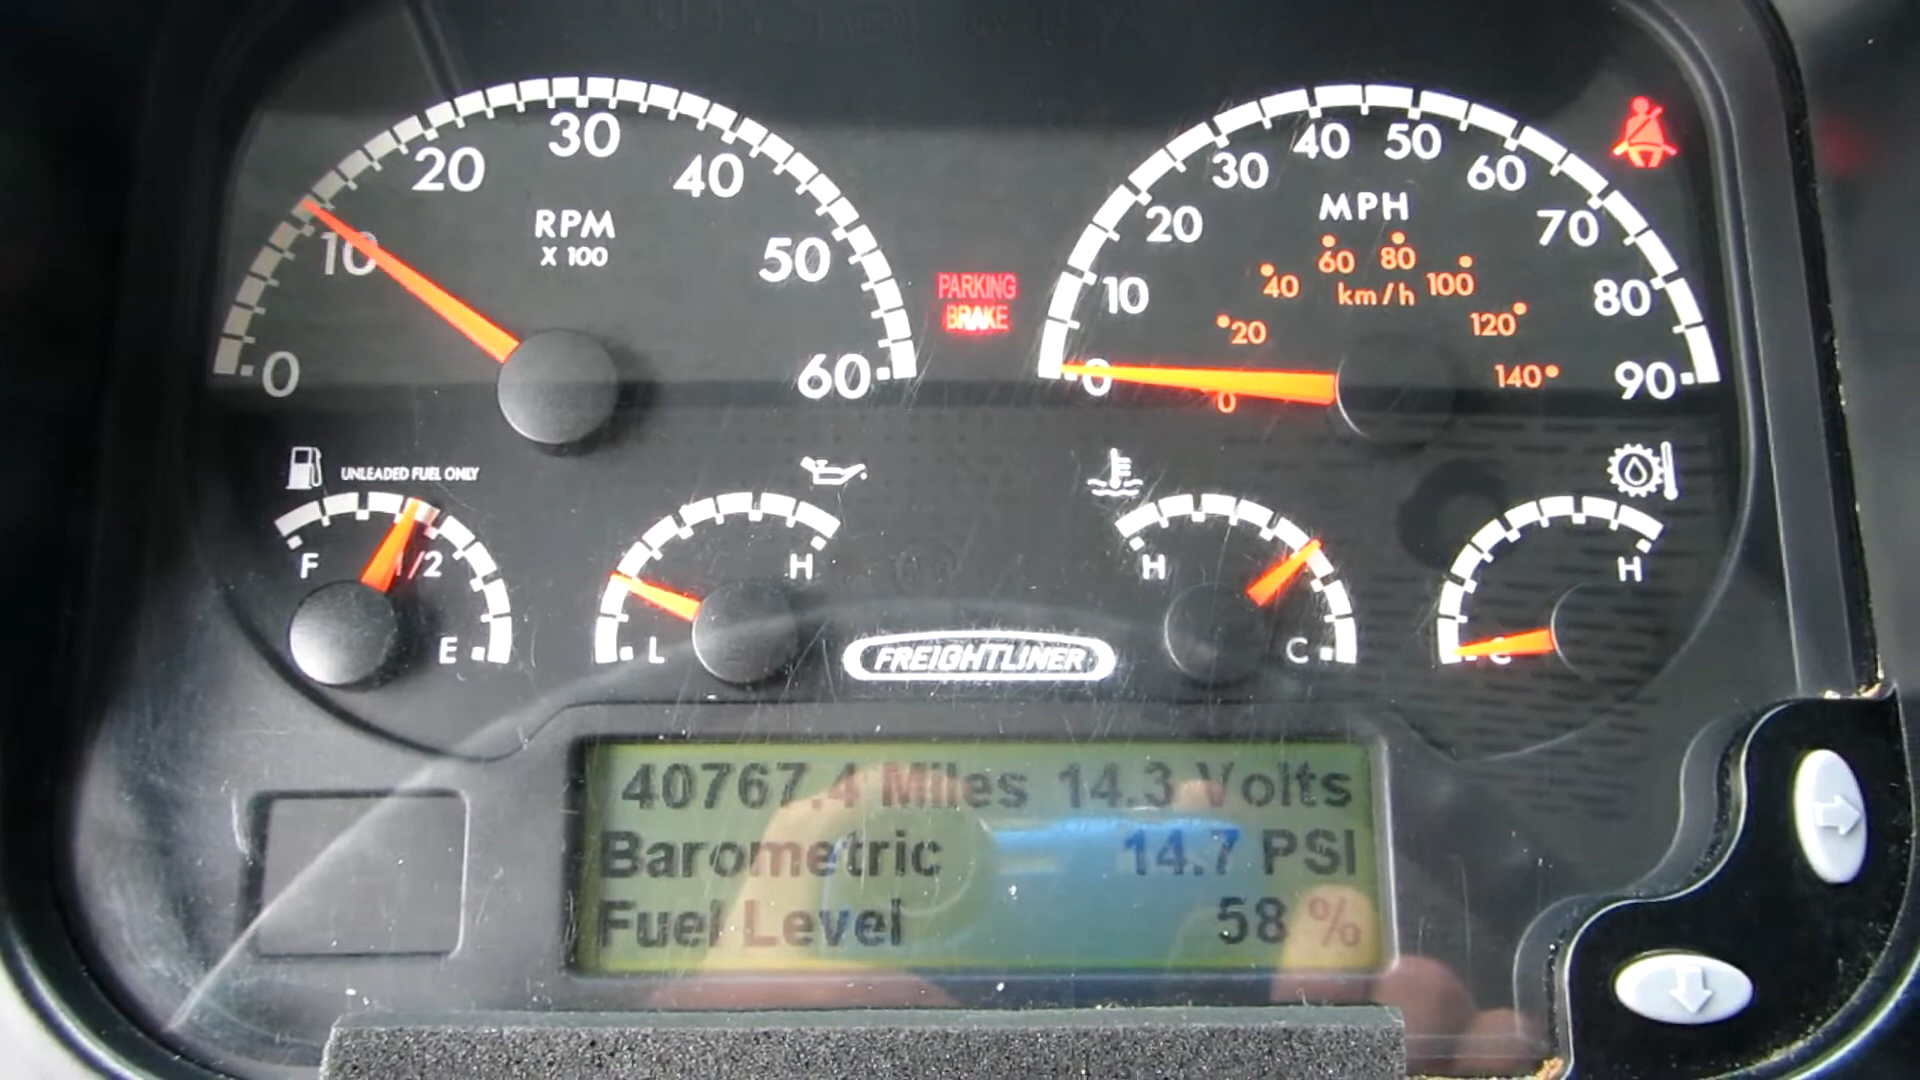 0
10
20
30
40
50
60
RPM
X 100
PARKING
BRAKE
0
10
20
30
40
50
60
70
80
90
MPH
0
20
40
60
80
100
120
140
km/h
UNLEADED FUEL ONLY
F
1/2
E
L
H
H
C
C
H
FREIGHTLINER
40767.4 Miles 14.3 Volts
Barometric 14.7 PSI
Fuel Level 58 %